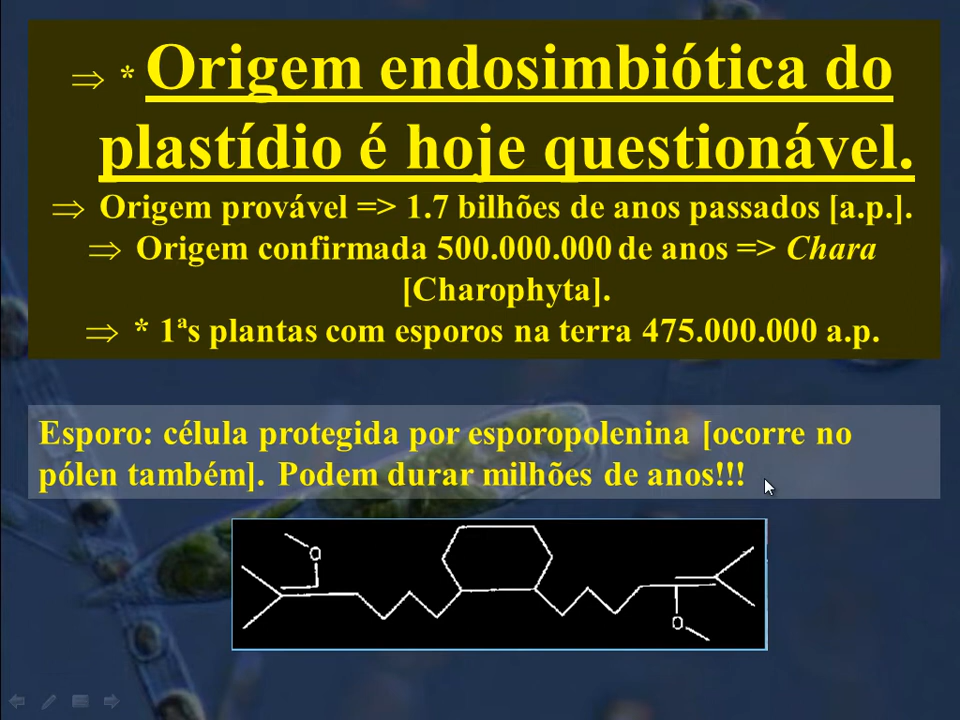 ⇒ * Origem endosimbiótica do
plastídio é hoje questionável.
⇒ Origem provável => 1.7 bilhões de anos passados [a.p.].
⇒ Origem confirmada 500.000.000 de anos => Chara
[Charophyta].
⇒ * 1ªs plantas com esporos na terra 475.000.000 a.p.
Esporo: célula protegida por esporopolenina [ocorre no
pólen também]. Podem durar milhões de anos!!!
O
O